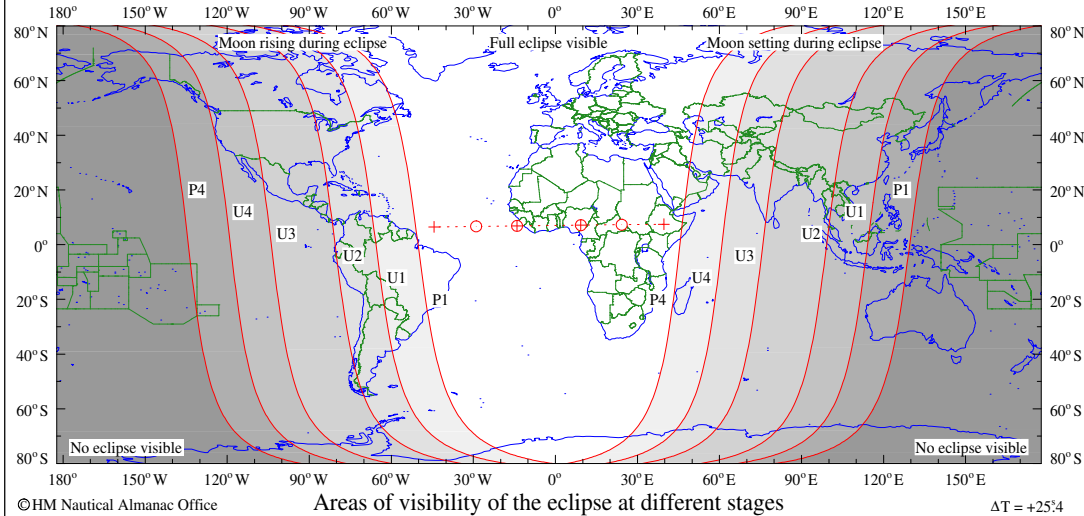 180° 150° W 120° W 90° W 60° W 30° W 0° 30° E 60° E 90° E 120° E 150° E
80° N 80° N
Moon rising during eclipse Full eclipse visible Moon setting during eclipse
60° N 60° N
40° N 40° N
20° N P4 U4 U3 U1 P1 20° N
0° U2 U1 P1 P4 U4 U3 U2 0°
20° S 20° S
40° S 40° S
60° S 60° S
No eclipse visible No eclipse visible
80° S 80° S
180° 150° W 120° W 90° W 60° W 30° W 0° 30° E 60° E 90° E 120° E 150° E
©HM Nautical Almanac Office Areas of visibility of the eclipse at different stages ΔT = +25ˢ.4